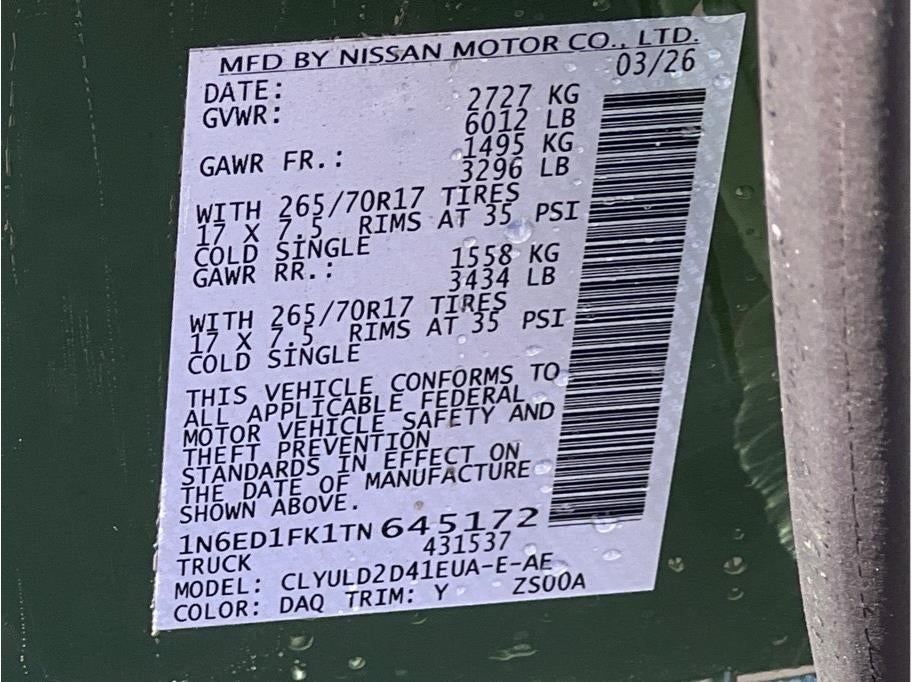 MFD BY NISSAN MOTOR CO., LTD.
DATE: 03/26
GVWR: 2727 KG
6012 LB
GAWR FR.: 1495 KG
3296 LB
WITH 265/70R17 TIRES
17 X 7.5 RIMS AT 35 PSI
COLD SINGLE
GAWR RR.: 1558 KG
3434 LB
WITH 265/70R17 TIRES
17 X 7.5 RIMS AT 35 PSI
COLD SINGLE
THIS VEHICLE CONFORMS TO
ALL APPLICABLE FEDERAL
MOTOR VEHICLE SAFETY AND
THEFT PREVENTION
STANDARDS IN EFFECT ON
THE DATE OF MANUFACTURE
SHOWN ABOVE.
1N6ED1FK1TN645172
TRUCK 431537
MODEL: CLYULD2D41EUA-E-AE
COLOR: DAQ TRIM: Y ZS00A